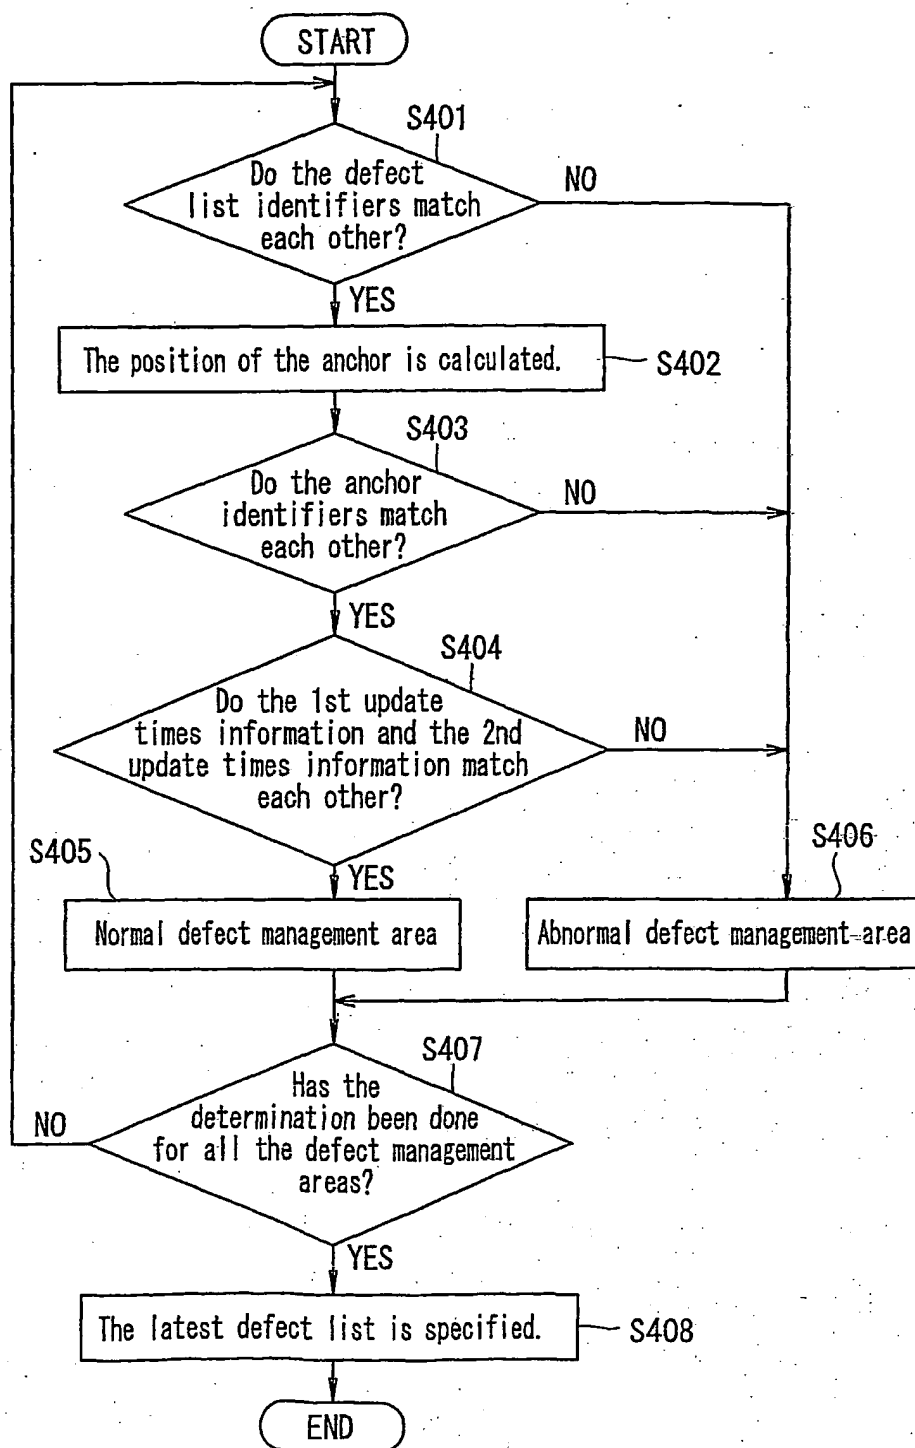 START
S401
Do the defect
list identifiers match
each other?
NO
YES
The position of the anchor is calculated.
S402
S403
Do the anchor
identifiers match
each other?
NO
YES
S404
Do the 1st update
times information and the 2nd
update times information match
each other?
NO
S405
YES
S406
Normal defect management area
Abnormal defect management area
S407
Has the
determination been done
for all the defect management
areas?
NO
YES
The latest defect list is specified.
S408
END